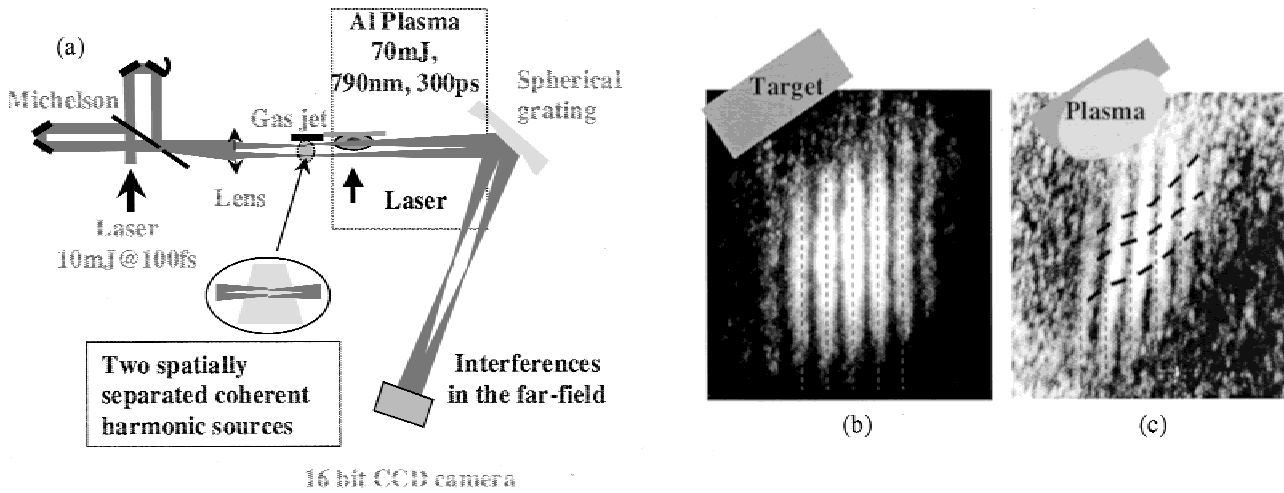 (a)
Al Plasma
70mJ,
790nm, 300ps
Michelson
Gas jet
Spherical
grating
Lens
Laser
Laser
10mJ@100fs
Two spatially
separated coherent
harmonic sources
Interferences
in the far-field
16 bit CCD camera
Target
(b)
Plasma
(c)